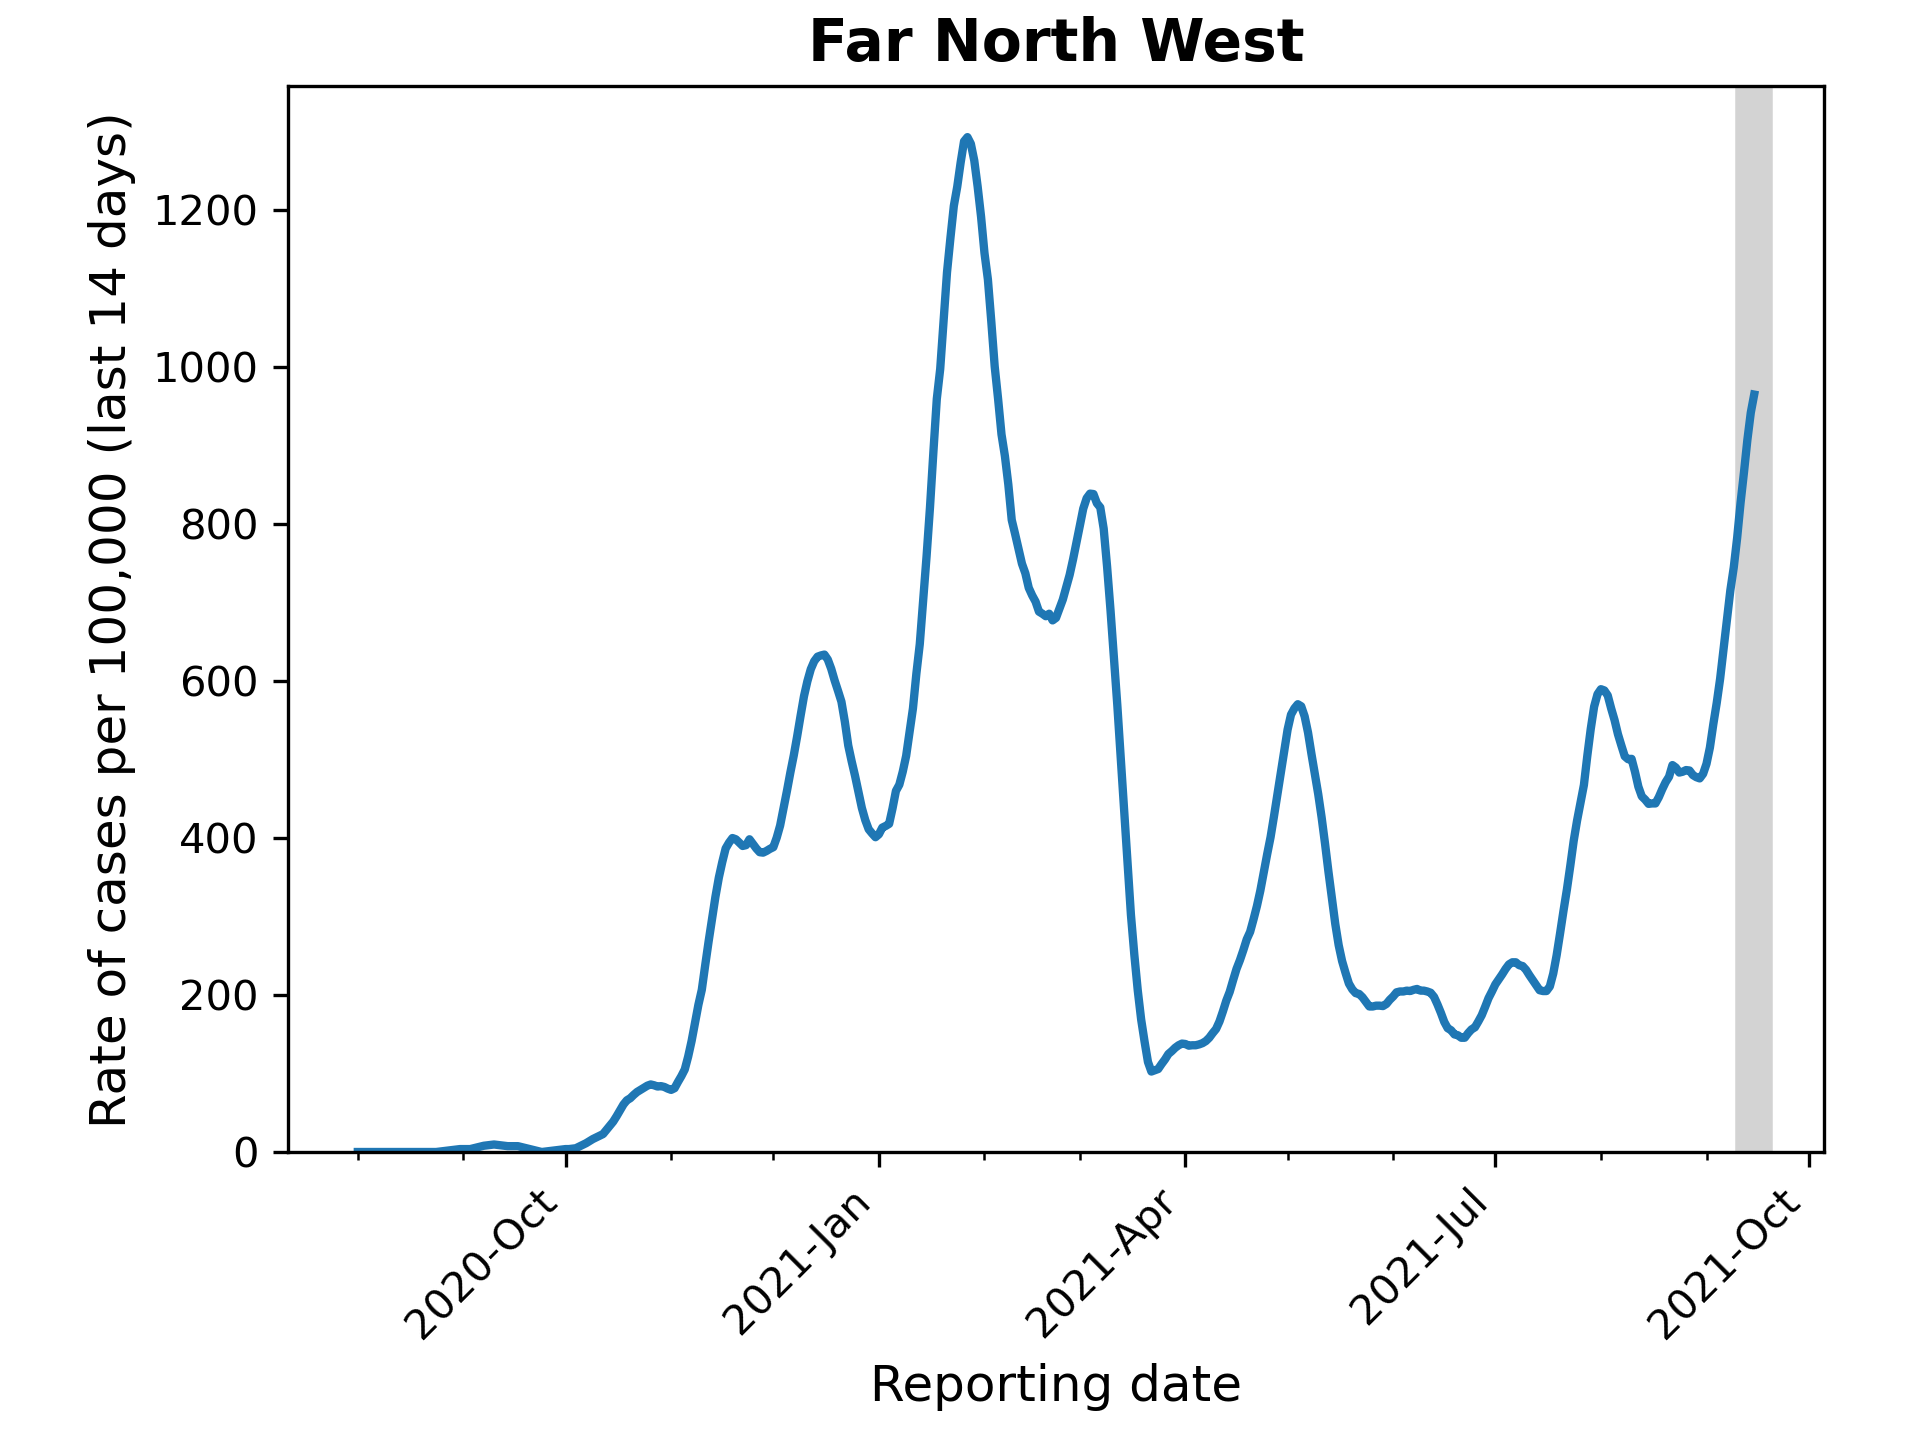 Far North West
Rate of cases per 100,000 (last 14 days)
1200
1000
800
600
400
200
0
2020-Oct
2021-Jan
2021-Apr
2021-Jul
2021-Oct
Reporting date